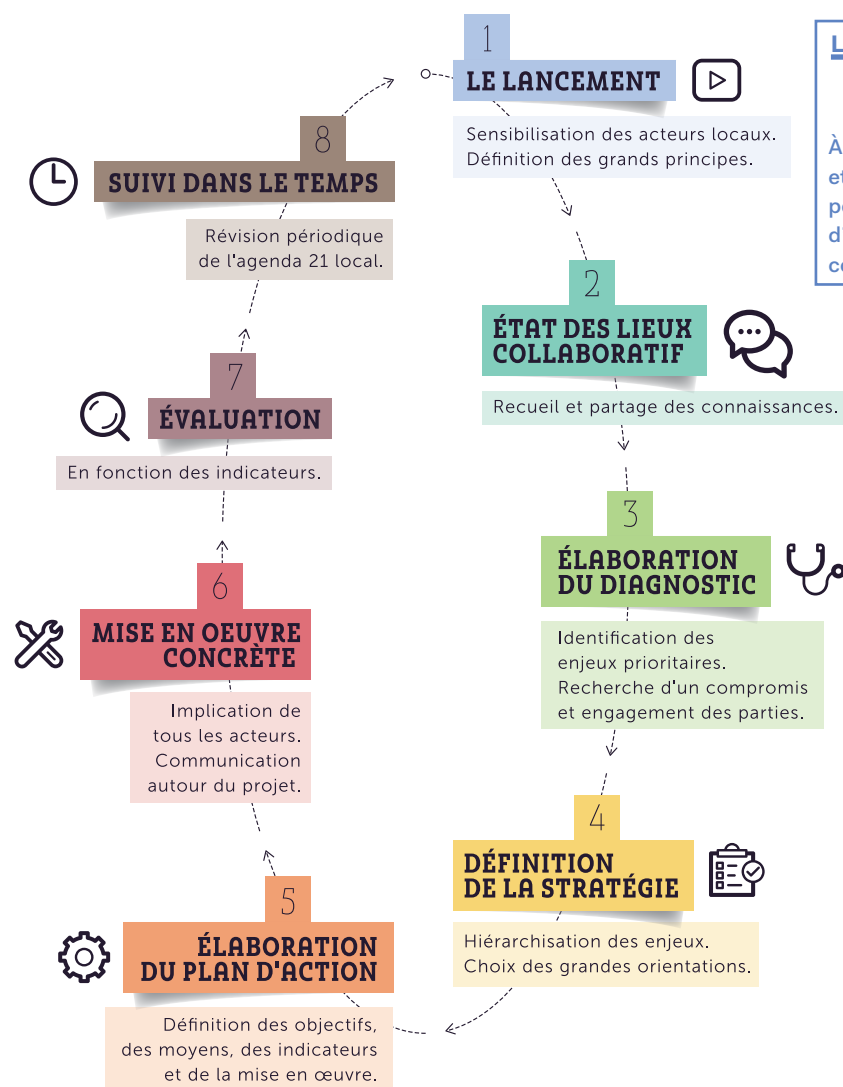 1
LE LANCEMENT
Sensibilisation des acteurs locaux.
Définition des grands principes.
2
ÉTAT DES LIEUX
COLLABORATIF
Recueil et partage des connaissances.
3
ÉLABORATION
DU DIAGNOSTIC
Identification des
enjeux prioritaires.
Recherche d'un compromis
et engagement des parties.
4
DÉFINITION
DE LA STRATÉGIE
Hiérarchisation des enjeux.
Choix des grandes orientations.
5
ÉLABORATION
DU PLAN D'ACTION
Définition des objectifs,
des moyens, des indicateurs
et de la mise en œuvre.
6
MISE EN OEUVRE
CONCRÈTE
Implication de
tous les acteurs.
Communication
autour du projet.
7
ÉVALUATION
En fonction des indicateurs.
8
SUIVI DANS LE TEMPS
Révision périodique
de l'agenda 21 local.
À